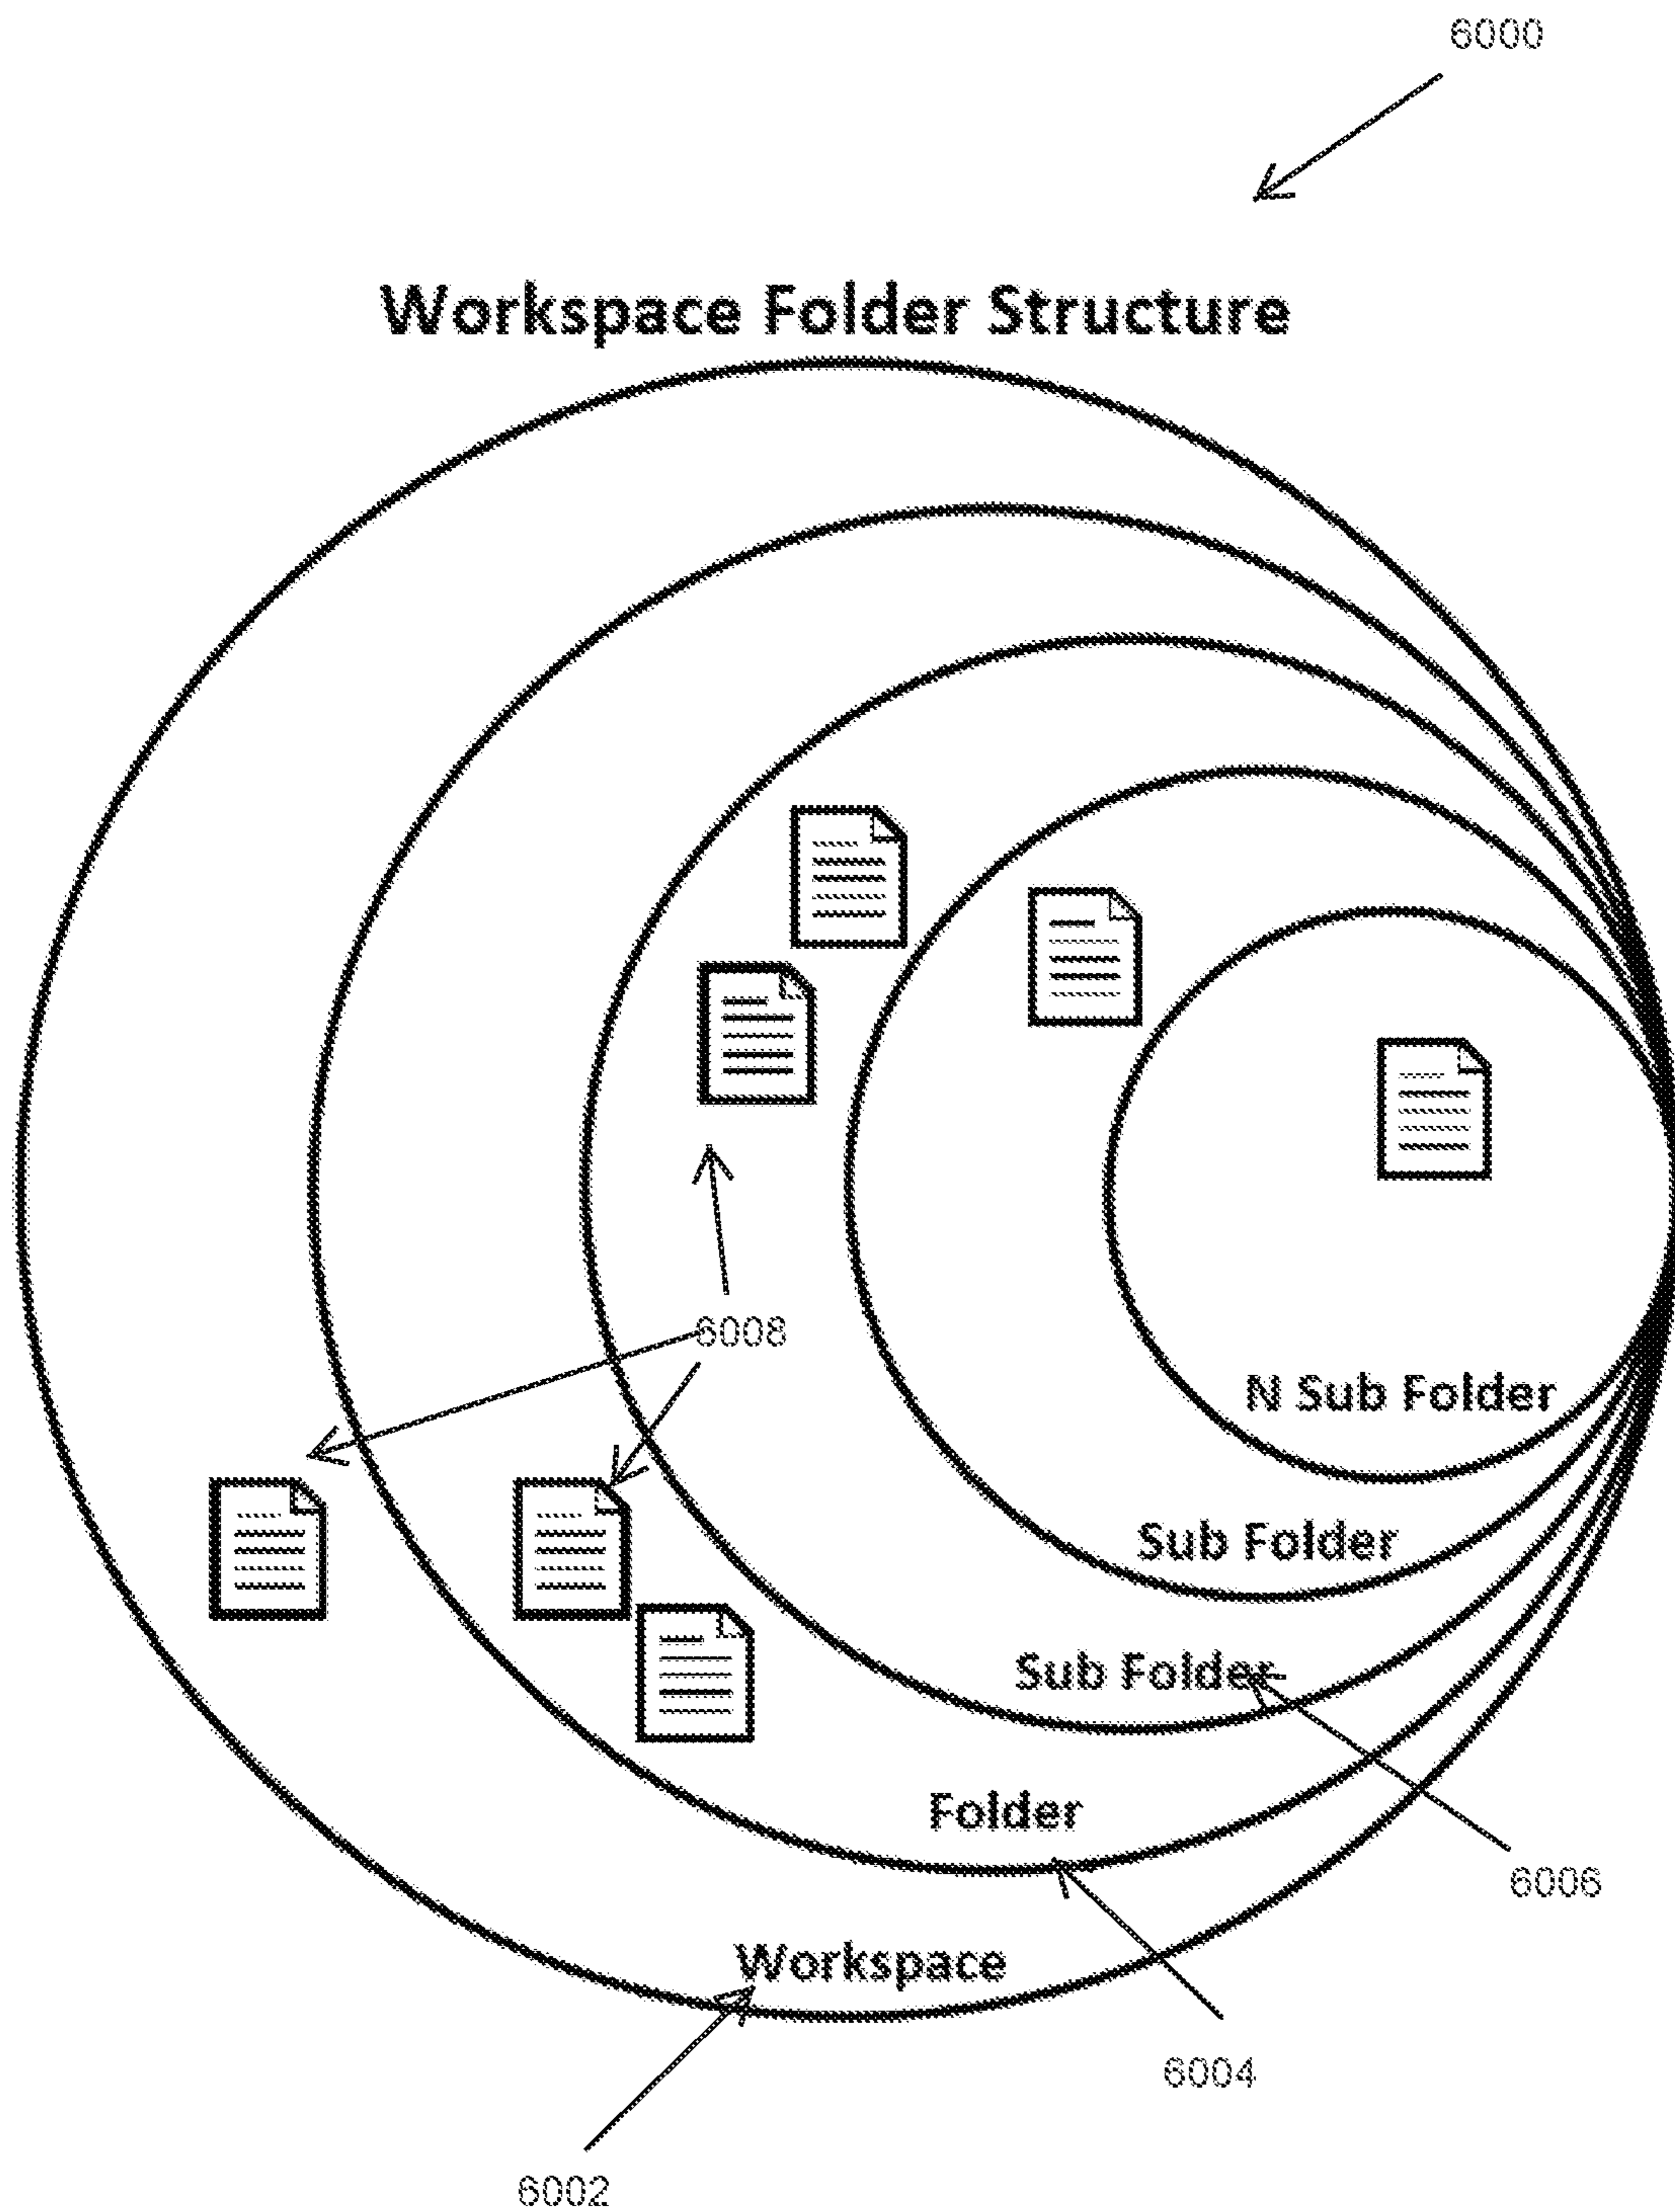 6000
Workspace Folder Structure
6008
N Sub Folder
Sub Folder
Sub Folder
Folder
6006
Workspace
6004
6002